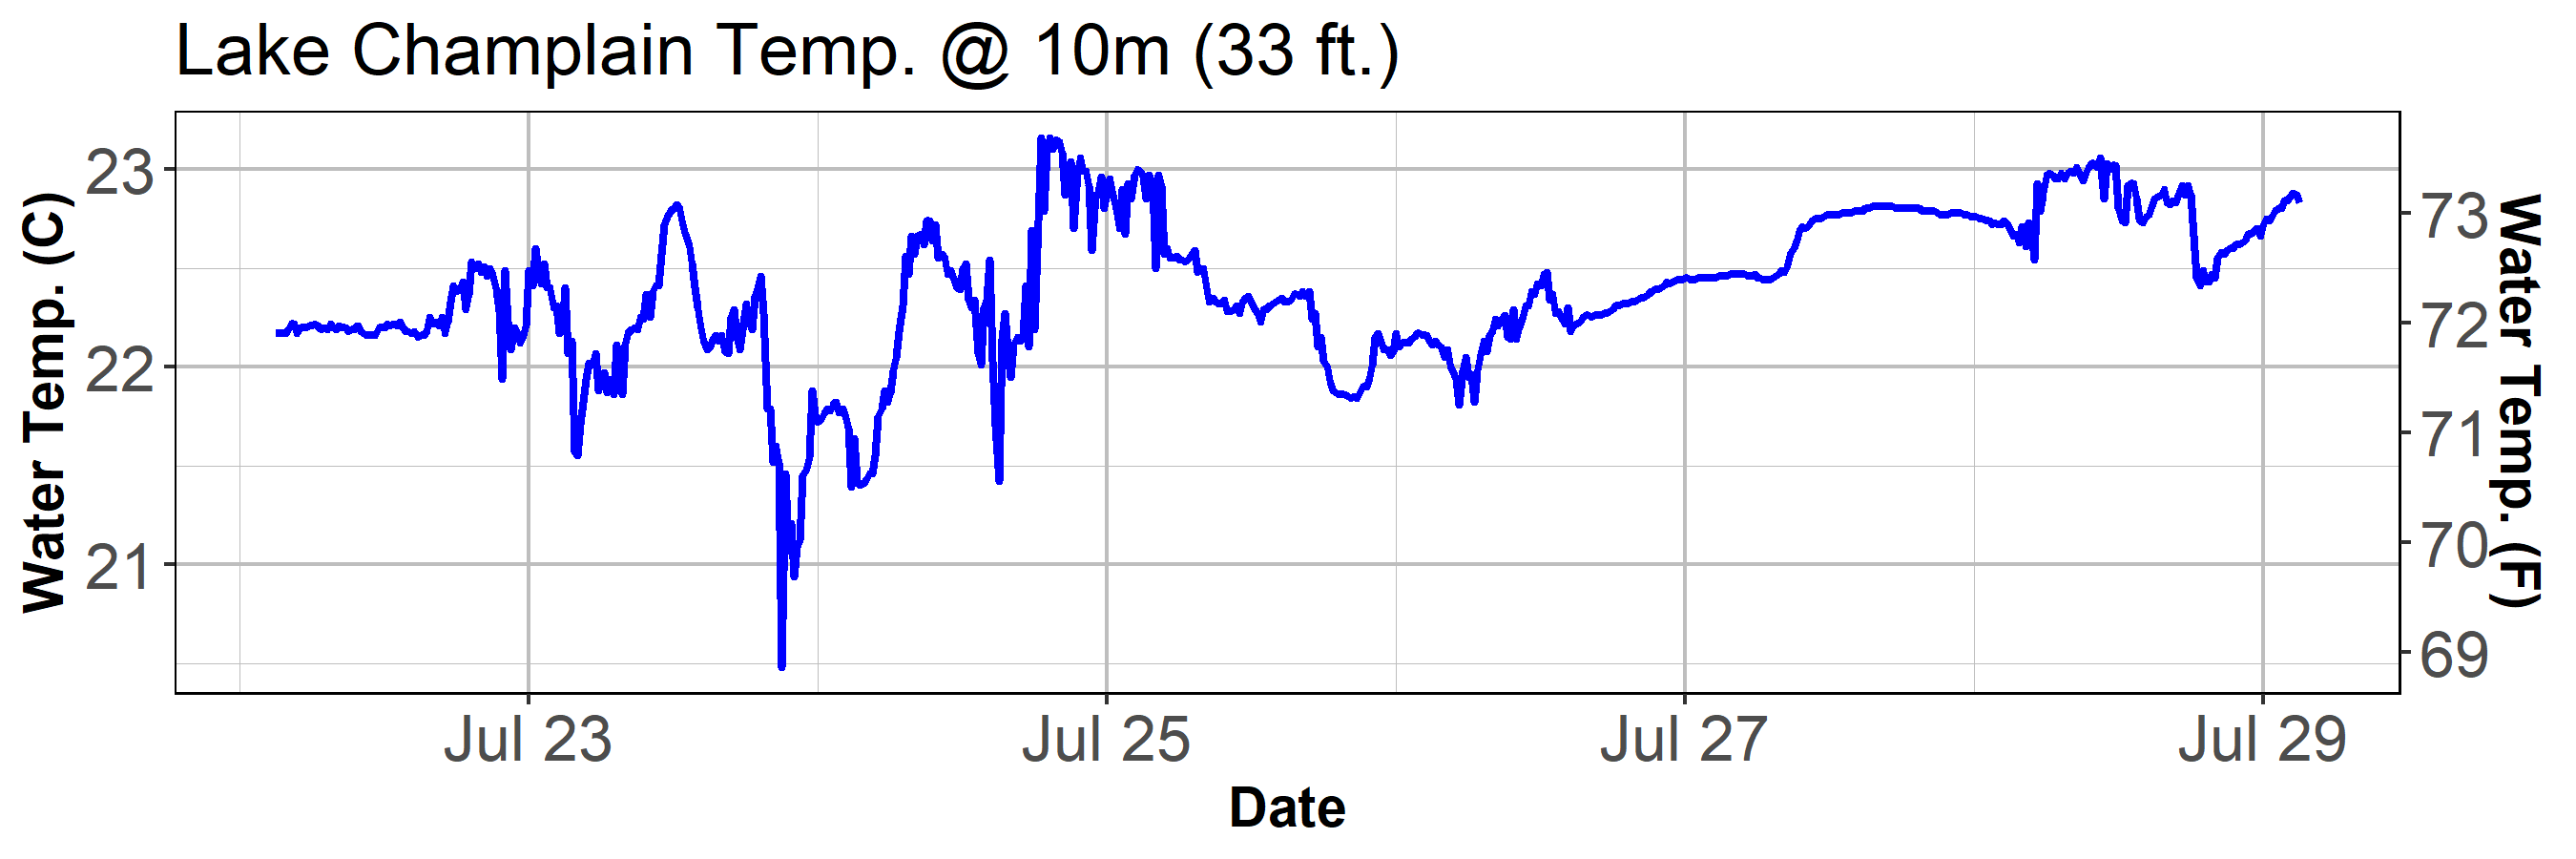 Lake Champlain Temp. @ 10m (33 ft.)
Water Temp. (C)
23
22
21
73
72
71
70
69
Water Temp. (F)
Jul 23
Jul 25
Jul 27
Jul 29
Date